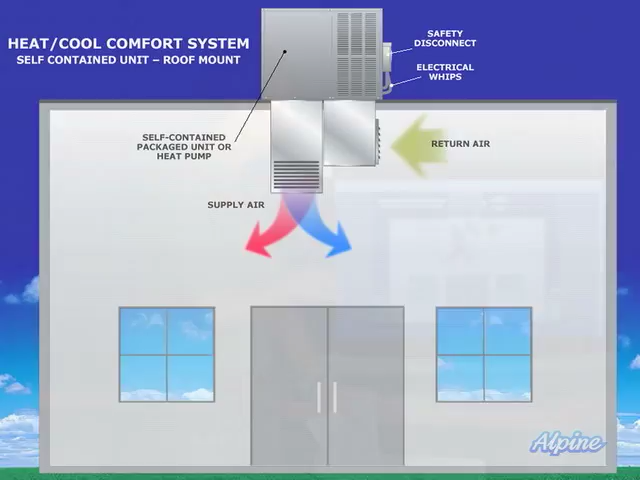 HEAT/COOL COMFORT SYSTEM
SELF CONTAINED UNIT – ROOF MOUNT
SAFETY
DISCONNECT
ELECTRICAL
WHIPS
SELF-CONTAINED
PACKAGED UNIT OR
HEAT PUMP
RETURN AIR
SUPPLY AIR
Alpine